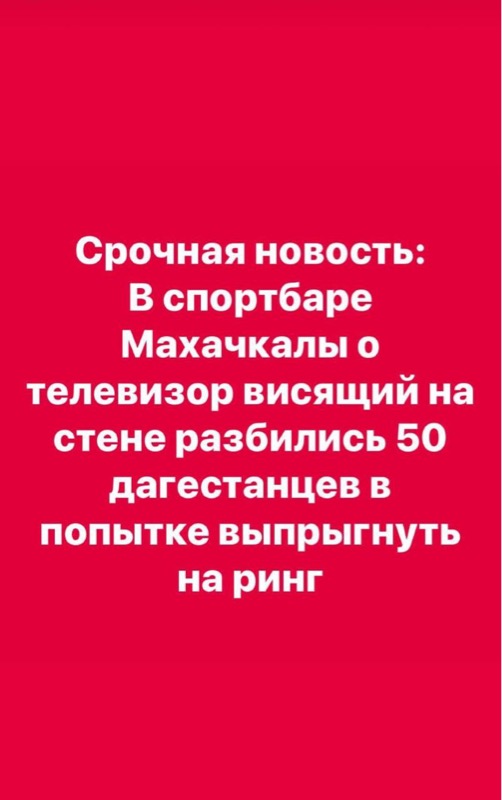 Срочная новость:
В спортбаре
Махачкалы о
телевизор висящий на
стене разбились 50
дагестанцев в
попытке выпрыгнуть
на ринг